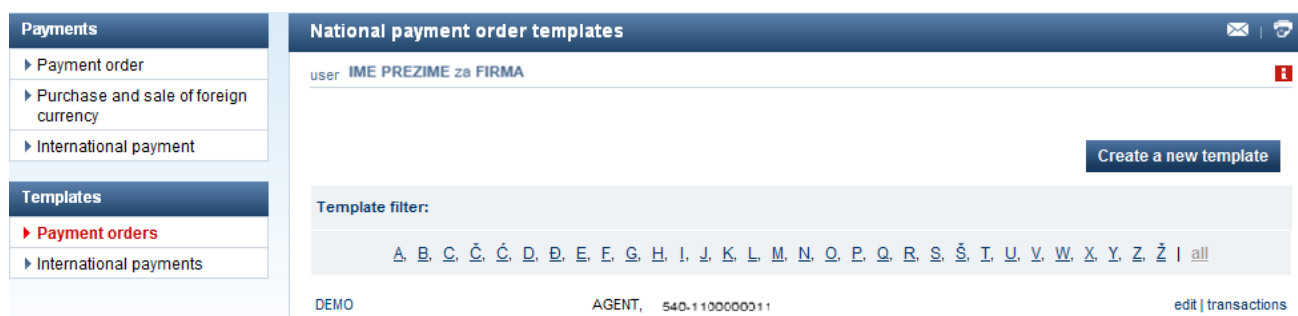 Payments
Payment order
Purchase and sale of foreign
currency
International payment
Templates
Payment orders
International payments
National payment order templates
user IME PREZIME za FIRMA
Create a new template
Template filter:
A, B, C, Č, Ć, D, Đ, E, F, G, H, I, J, K, L, M, N, O, P, Q, R, S, Š, T, U, V, W, X, Y, Z, Ž | all
DEMO AGENT, 540-1100000011 edit | transactions